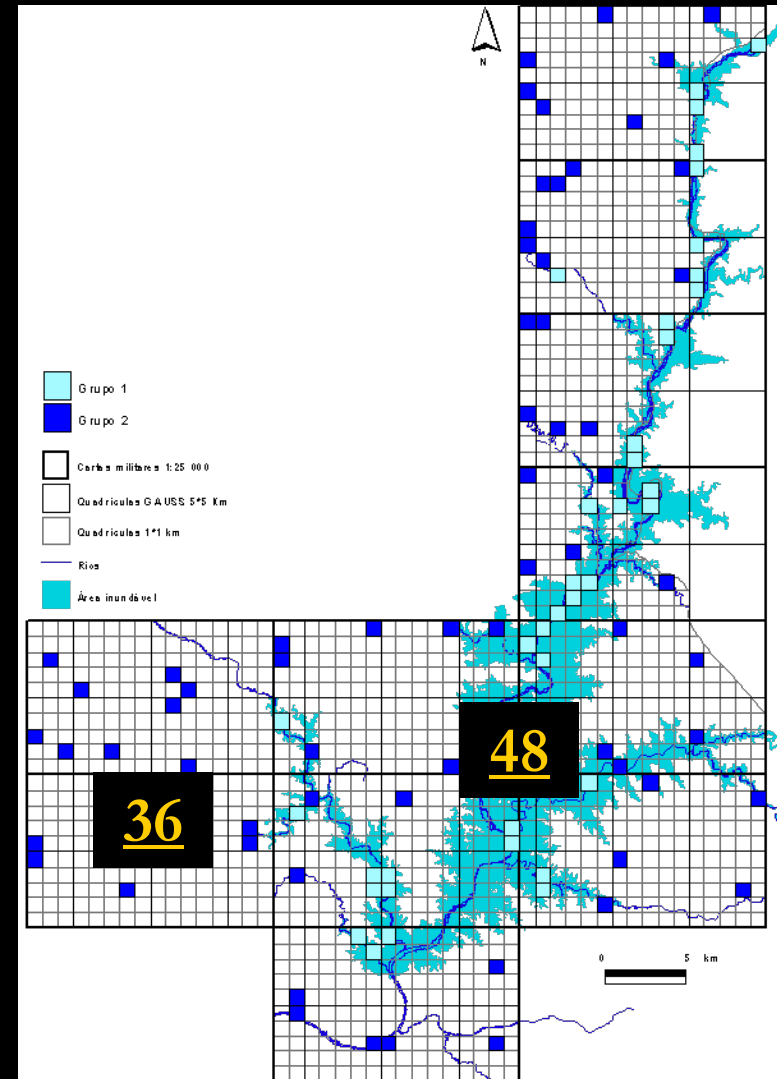 N
Grupo 1
Grupo 2
Cartas militares 1:25 000
Quadriculas GAUSS 5*5 Km
Quadriculas 1*1 km
Rios
Área inundável
48
36
0 5 km